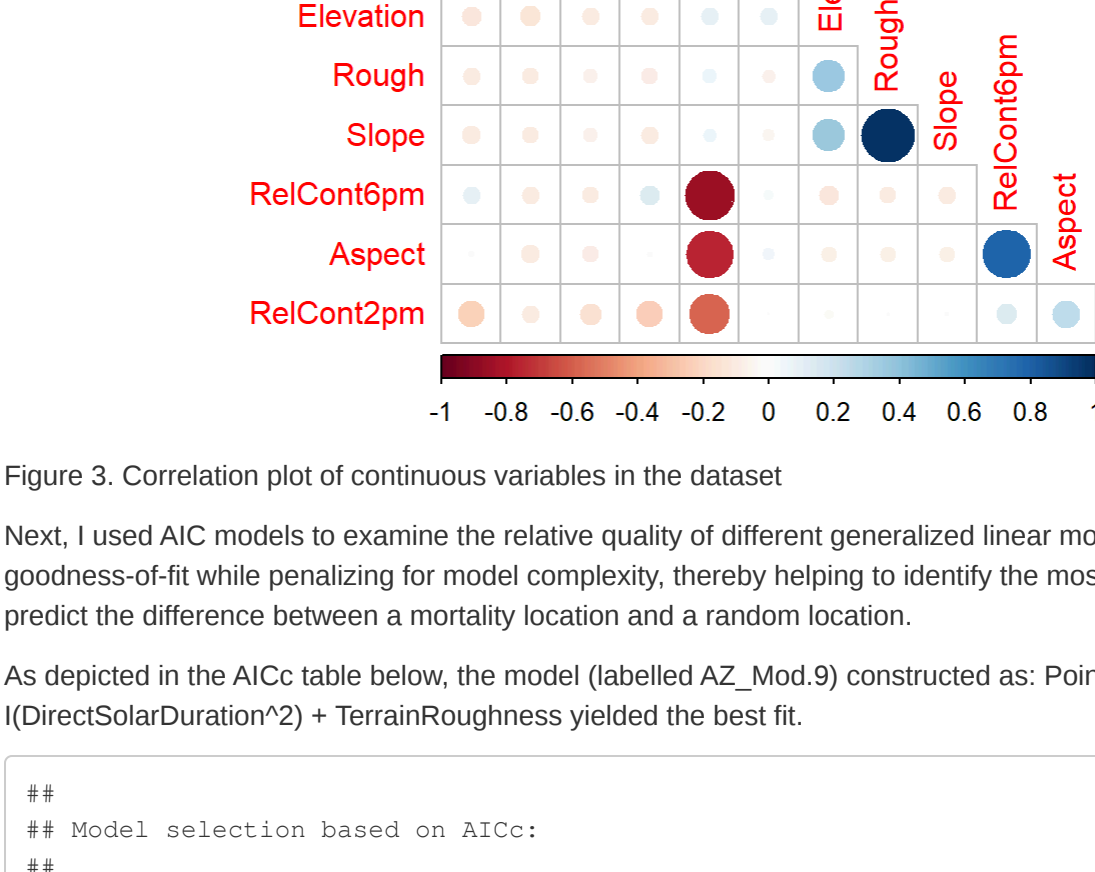 Elevation
Ele
Rough
Rough
Slope
Slope
RelCont6pm
RelCont6pm
Aspect
Aspect
RelCont2pm
-1 -0.8 -0.6 -0.4 -0.2 0 0.2 0.4 0.6 0.8 1
Figure 3. Correlation plot of continuous variables in the dataset
Next, I used AIC models to examine the relative quality of different generalized linear mo
goodness-of-fit while penalizing for model complexity, thereby helping to identify the mos
predict the difference between a mortality location and a random location.
As depicted in the AICc table below, the model (labelled AZ_Mod.9) constructed as: Poin
I(DirectSolarDuration^2) + TerrainRoughness yielded the best fit.
##
## Model selection based on AICc:
##